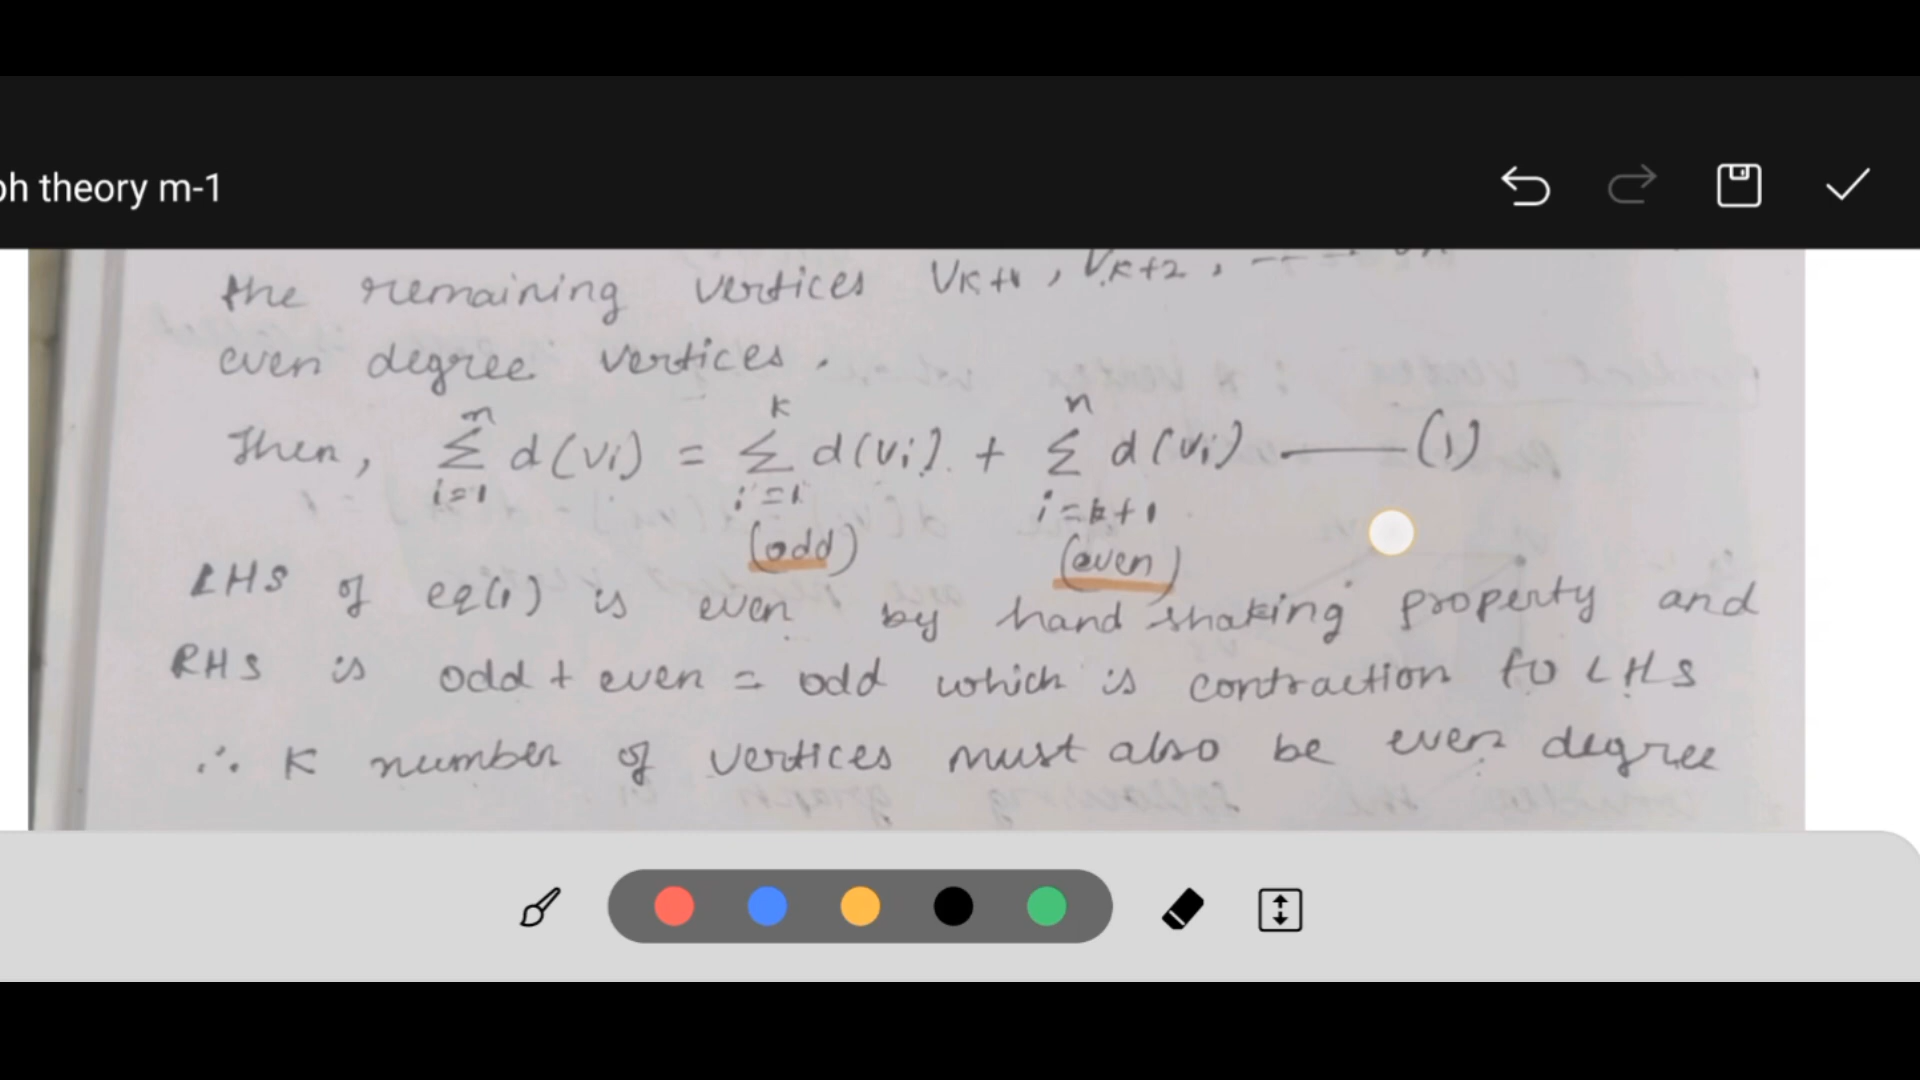 ph theory m-1
the remaining vertices Vk+1, Vk+2, ---- Vn
even degree vertices.
Then, n∑i=1 d(vi) = k∑i=1 d(vi) + n∑i=k+1 d(vi) —— (1)
(odd) (even)
LHS of eq(1) is even by hand shaking property and
RHS is odd + even = odd which is contraction to LHS
∴ K number of vertices must also be even degree